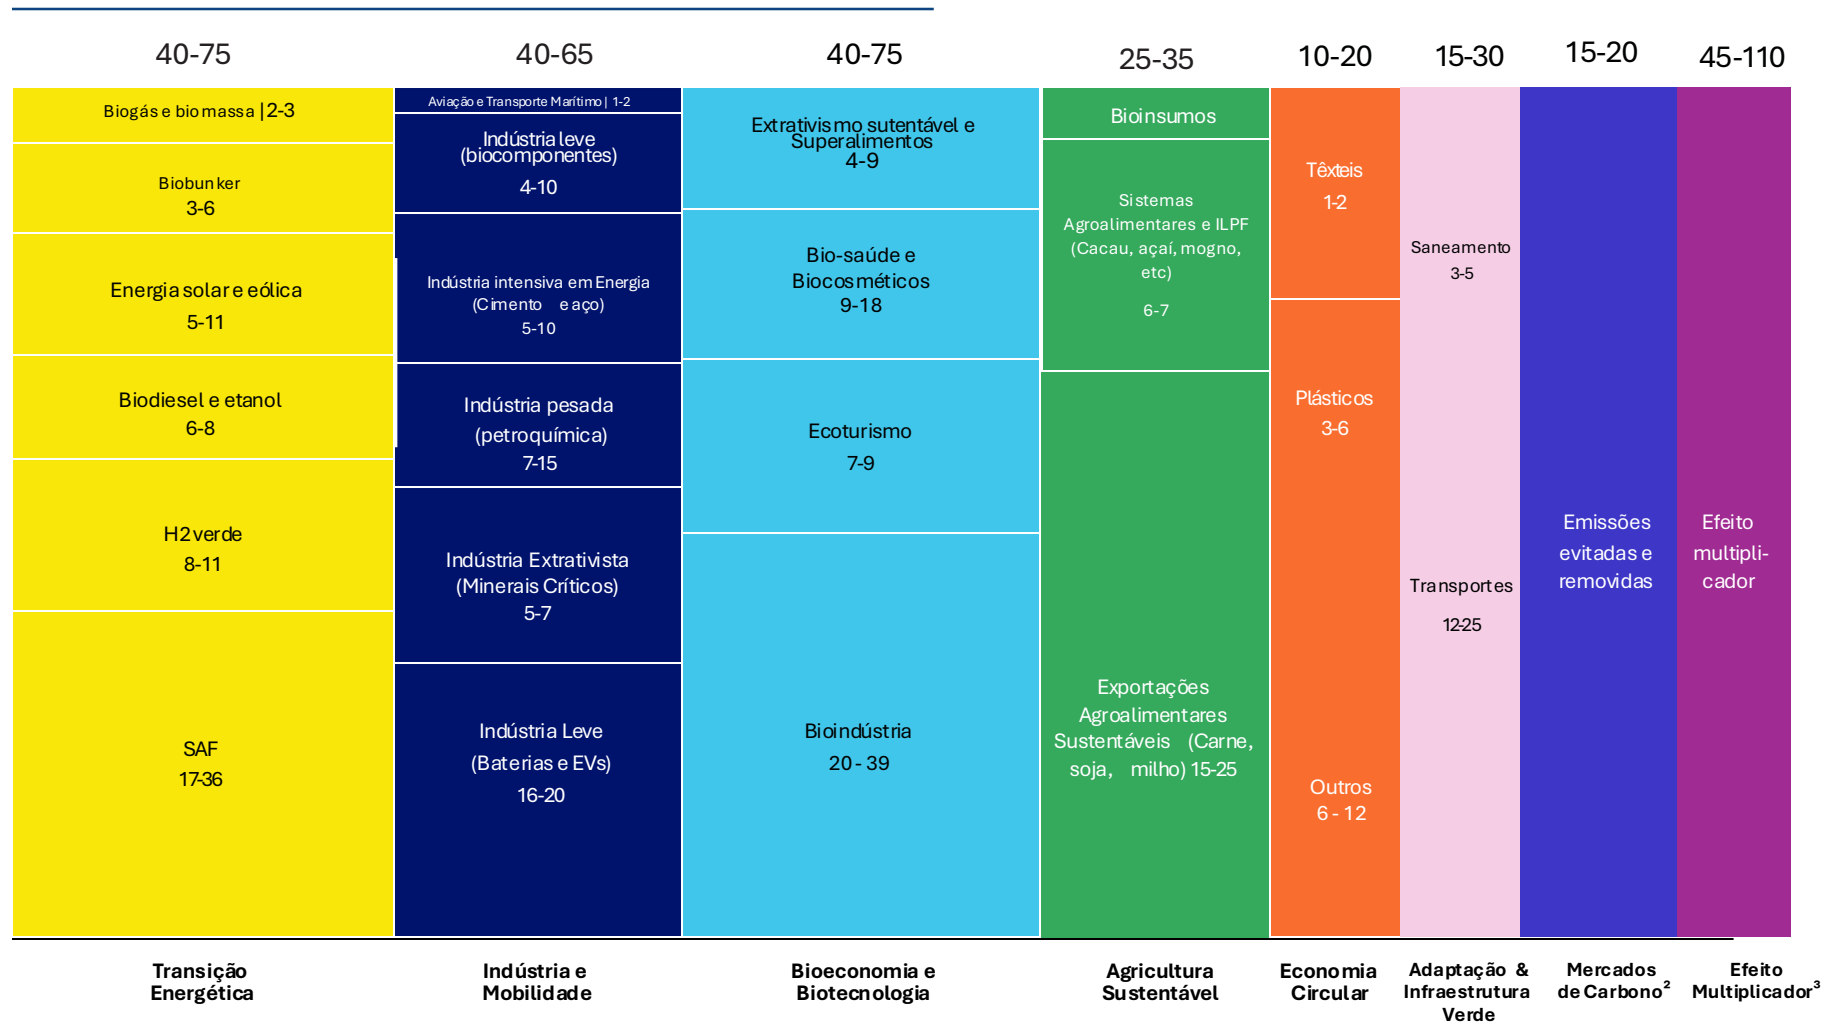 40-75
40-65
40-75
25-35
10-20
15-30
15-20
45-110
Biogás e biomassa | 2-3
Biobunker
3-6
Energia solar e eólica
5-11
Biodiesel e etanol
6-8
H2 verde
8-11
SAF
17-36
Aviação e Transporte Marítimo | 1-2
Indústria leve
(biocomponentes)
4-10
Indústria intensiva em Energia
(Cimento e aço)
5-10
Indústria pesada
(petroquímica)
7-15
Indústria Extrativista
(Minerais Críticos)
5-7
Indústria Leve
(Baterias e EVs)
16-20
Extrativismo sutentável e
Superalimentos
4-9
Bio-saúde e
Biocosméticos
9-18
Ecoturismo
7-9
Bioindústria
20 - 39
Bioinsumos
Sistemas
Agroalimentares e ILPF
(Cacau, açaí, mogno,
etc)
6-7
Exportações
Agroalimentares
Sustentáveis (Carne,
soja, milho) 15-25
Têxteis
1-2
Plásticos
3-6
Outros
6 - 12
Saneamento
3-5
Transportes
12-25
Emissões
evitadas e
removidas
Efeito
multipli-
cador
Transição
Energética
Indústria e
Mobilidade
Bioeconomia e
Biotecnologia
Agricultura
Sustentável
Economia
Circular
Adaptação &
Infraestrutura
Verde
Mercados
de Carbono²
Efeito
Multiplicador³